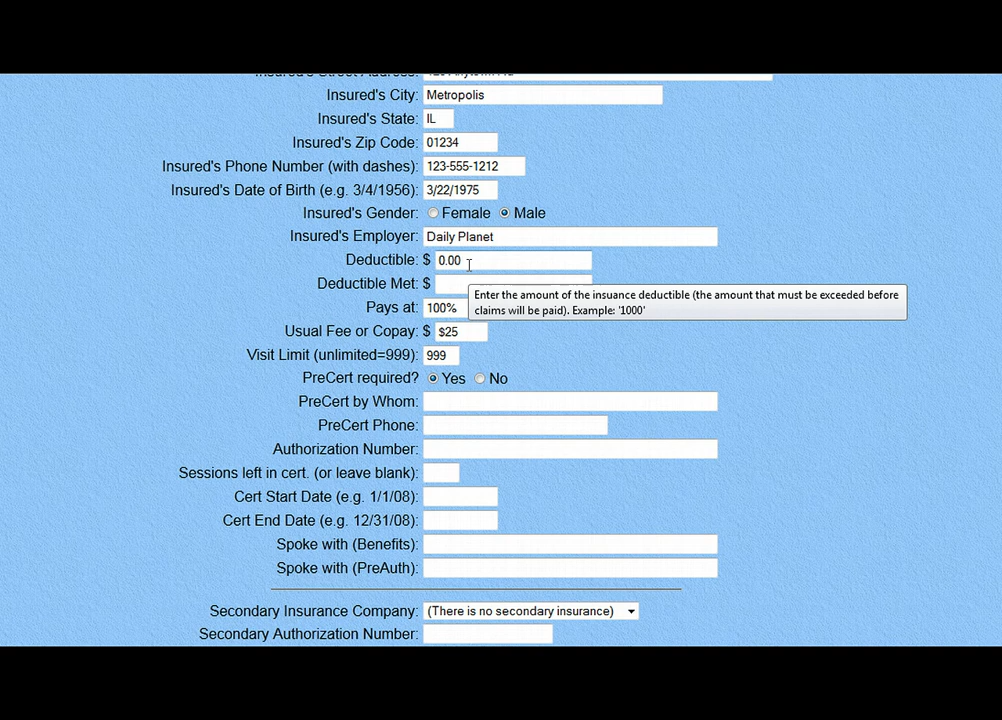 Insured's Street Address:
Insured's City: Metropolis
Insured's State: IL
Insured's Zip Code: 01234
Insured's Phone Number (with dashes): 123-555-1212
Insured's Date of Birth (e.g. 3/4/1956): 3/22/1975
Insured's Gender: Female Male
Insured's Employer: Daily Planet
Deductible: $ 0.00
Deductible Met: $
Enter the amount of the insuance deductible (the amount that must be exceeded before
claims will be paid). Example: '1000'
Pays at: 100%
Usual Fee or Copay: $ $25
Visit Limit (unlimited=999): 999
PreCert required? Yes No
PreCert by Whom:
PreCert Phone:
Authorization Number:
Sessions left in cert. (or leave blank):
Cert Start Date (e.g. 1/1/08):
Cert End Date (e.g. 12/31/08):
Spoke with (Benefits):
Spoke with (PreAuth):
Secondary Insurance Company: (There is no secondary insurance)
Secondary Authorization Number: